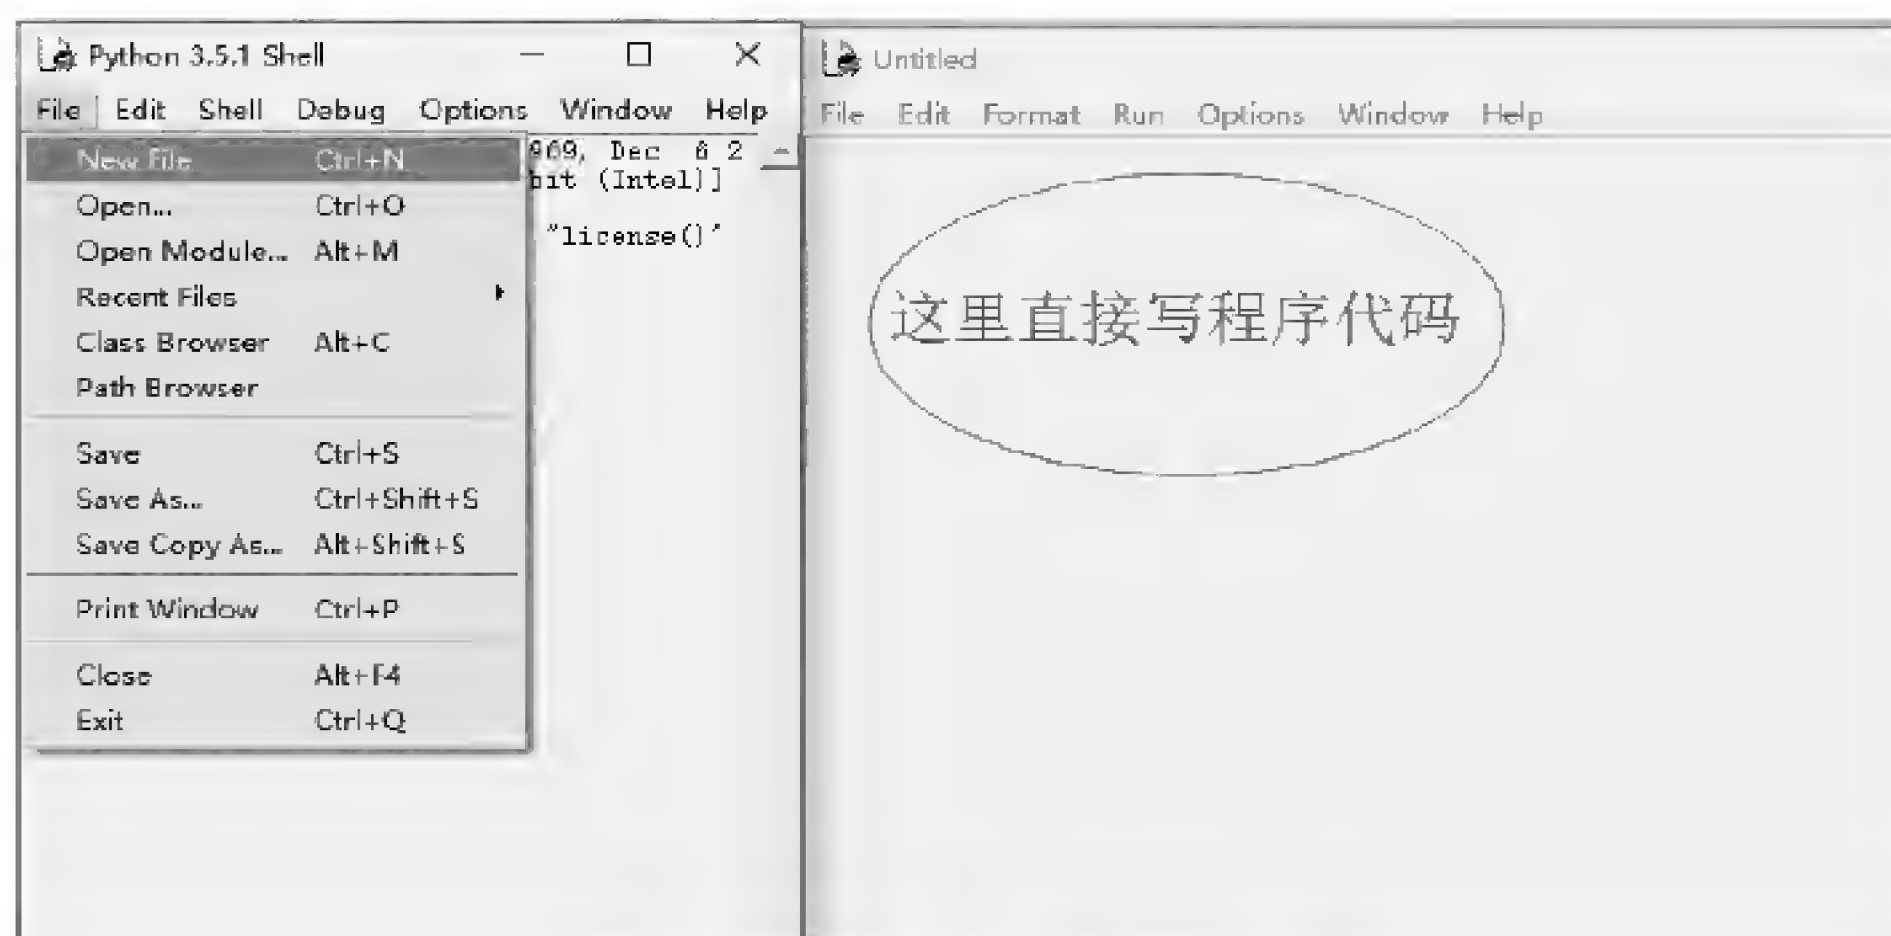 Python 3.5.1 Shell
File Edit Shell Debug Options Window Help
New File Ctrl+N
Open... Ctrl+O
Open Module... Alt+M
Recent Files
Class Browser Alt+C
Path Browser
Save Ctrl+S
Save As... Ctrl+Shift+S
Save Copy As... Alt+Shift+S
Print Window Ctrl+P
Close Alt+F4
Exit Ctrl+Q
969, Dec 6 2
bit (Intel)]
"license()"
Untitled
File Edit Format Run Options Window Help
这里直接写程序代码